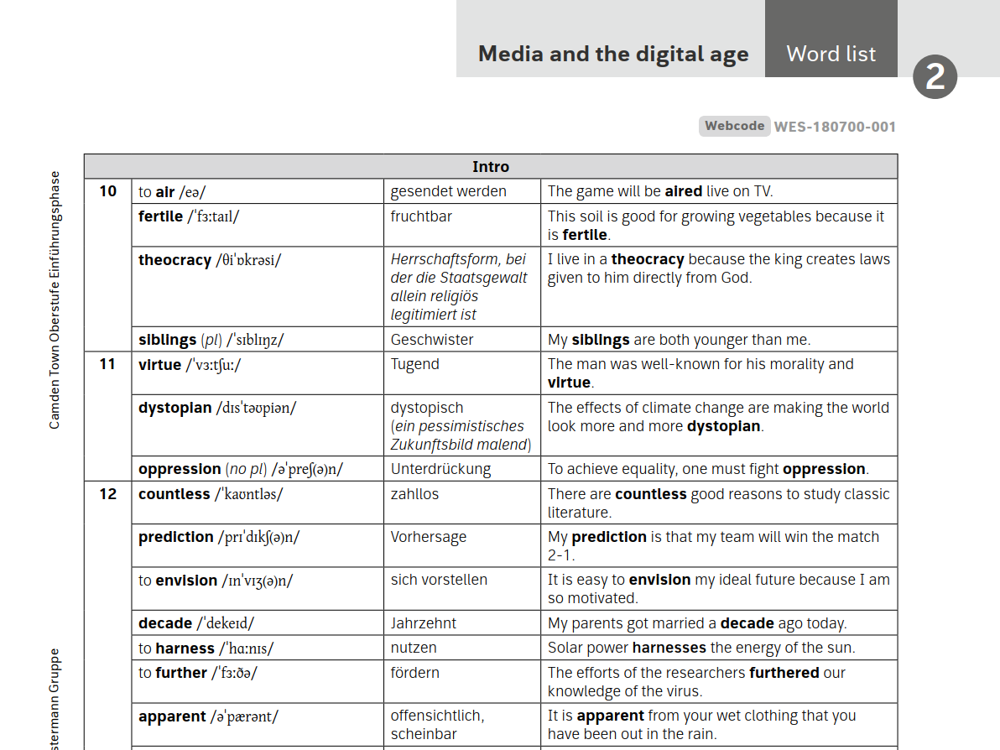 Media and the digital age Word list
2
Webcode WES-180700-001
Camden Town Oberstufe Einführungsphase
stermann Gruppe
Intro
10 to air /eə/ gesendet werden The game will be aired live on TV.
fertile /ˈfɜːtaɪl/ fruchtbar This soil is good for growing vegetables because it
is fertile.
theocracy /θiˈɒkrəsi/ Herrschaftsform, bei I live in a theocracy because the king creates laws
der die Staatsgewalt given to him directly from God.
allein religiös
legitimiert ist
siblings (pl) /ˈsɪblɪŋz/ Geschwister My siblings are both younger than me.
11 virtue /ˈvɜːtʃuː/ Tugend The man was well-known for his morality and
virtue.
dystopian /dɪsˈtəʊpiən/ dystopisch The effects of climate change are making the world
(ein pessimistisches look more and more dystopian.
Zukunftsbild malend)
oppression (no pl) /əˈpreʃ(ə)n/ Unterdrückung To achieve equality, one must fight oppression.
12 countless /ˈkaʊntləs/ zahllos There are countless good reasons to study classic
literature.
prediction /prɪˈdɪkʃ(ə)n/ Vorhersage My prediction is that my team will win the match
2-1.
to envision /ɪnˈvɪʒ(ə)n/ sich vorstellen It is easy to envision my ideal future because I am
so motivated.
decade /ˈdekeɪd/ Jahrzehnt My parents got married a decade ago today.
to harness /ˈhɑːnɪs/ nutzen Solar power harnesses the energy of the sun.
to further /ˈfɜːðə/ fördern The efforts of the researchers furthered our
knowledge of the virus.
apparent /əˈpærənt/ offensichtlich, It is apparent from your wet clothing that you
scheinbar have been out in the rain.